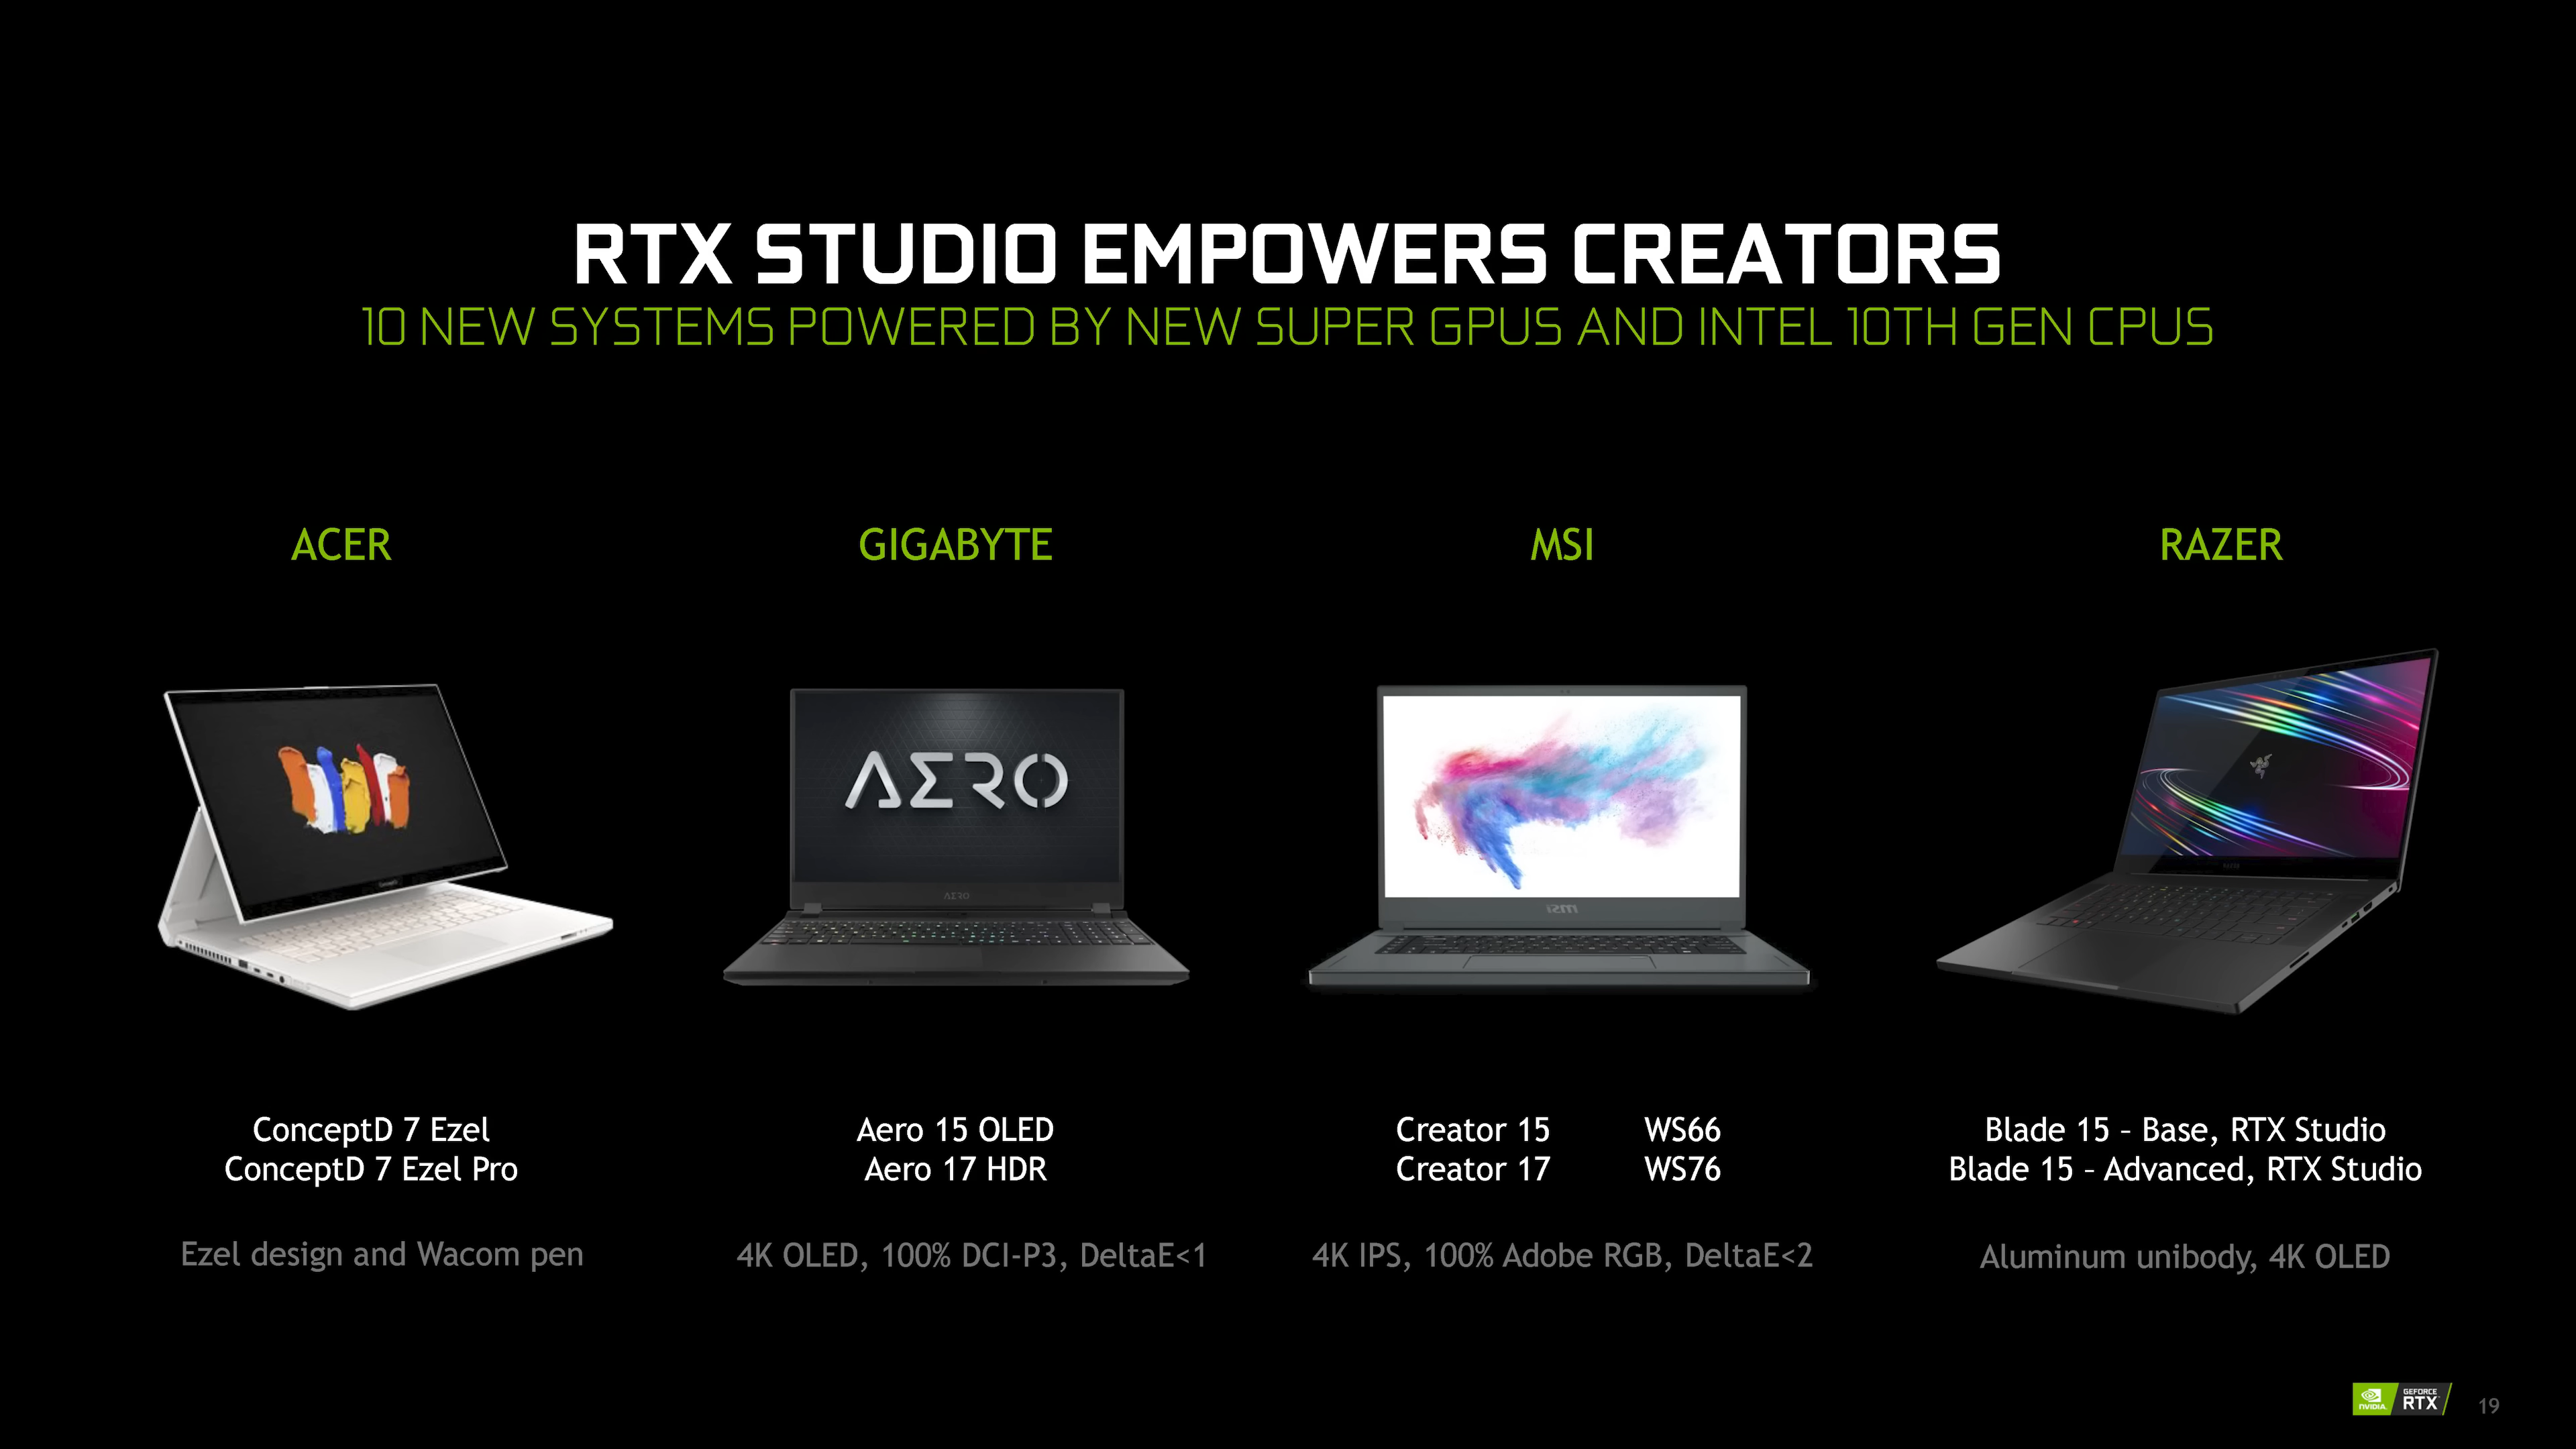 RTX STUDIO EMPOWERS CREATORS
10 NEW SYSTEMS POWERED BY NEW SUPER GPUS AND INTEL 10TH GEN CPUS
ACER
GIGABYTE
MSI
RAZER
AERO
AERO
msi
ConceptD 7 Ezel
ConceptD 7 Ezel Pro
Ezel design and Wacom pen
Aero 15 OLED
Aero 17 HDR
4K OLED, 100% DCI-P3, DeltaE<1
Creator 15 WS66
Creator 17 WS76
4K IPS, 100% Adobe RGB, DeltaE<2
Blade 15 – Base, RTX Studio
Blade 15 – Advanced, RTX Studio
Aluminum unibody, 4K OLED
NVIDIA. GEFORCE RTX
19